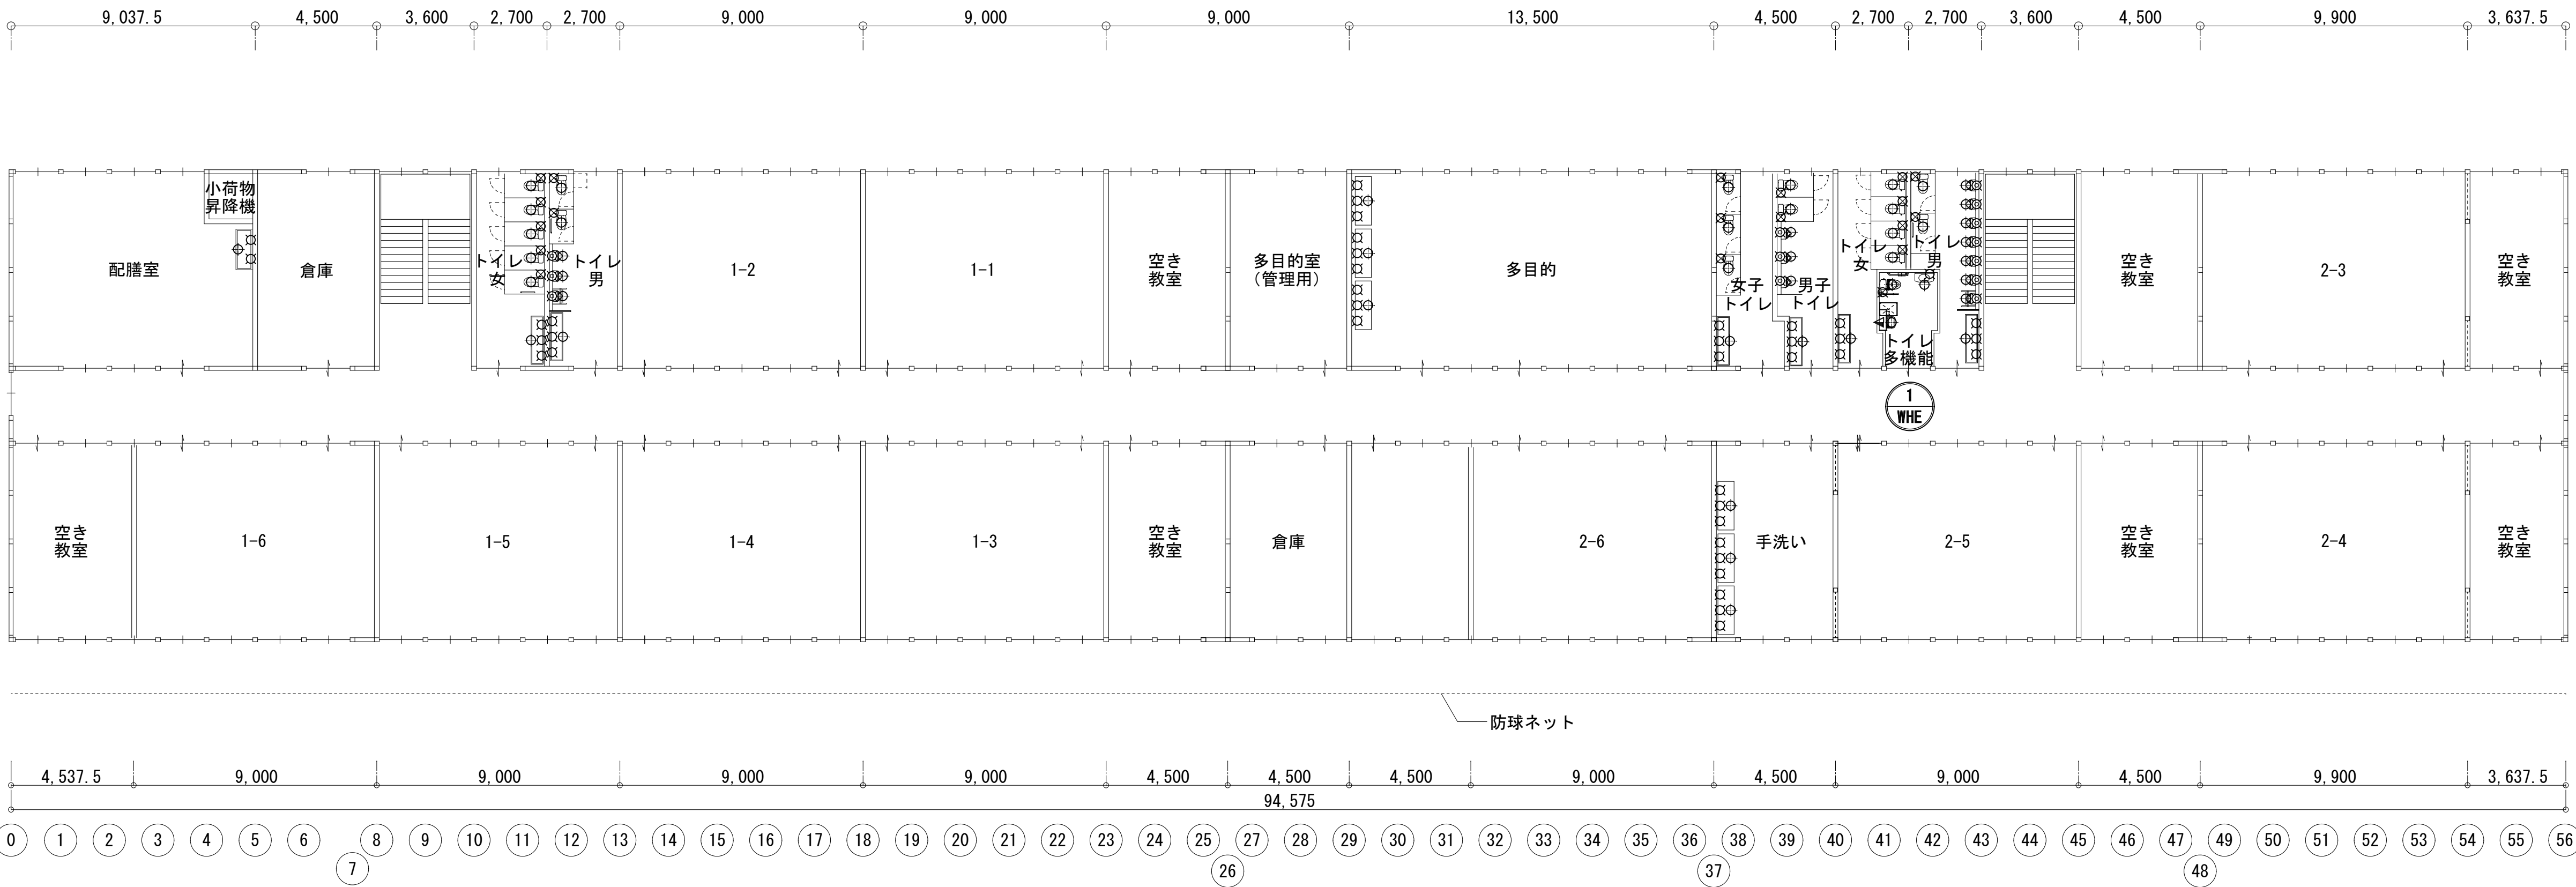 9,037.5 4,500 3,600 2,700 2,700 9,000 9,000 9,000 13,500 4,500 2,700 2,700 3,600 4,500 9,900 3,637.5
小荷物
昇降機
配膳室
倉庫
トイレ
女
トイレ
男
1-2
1-1
空き
教室
多目的室
(管理用)
多目的
女子
トイレ
男子
トイレ
トイレ
女
トイレ
男
トイレ
多機能
空き
教室
2-3
空き
教室
1
WHE
空き
教室
1-6
1-5
1-4
1-3
空き
教室
倉庫
2-6
手洗い
2-5
空き
教室
2-4
空き
教室
防球ネット
4,537.5 9,000 9,000 9,000 9,000 4,500 4,500 4,500 9,000 4,500 9,000 4,500 9,900 3,637.5
94,575
0 1 2 3 4 5 6 8 9 10 11 12 13 14 15 16 17 18 19 20 21 22 23 24 25 27 28 29 30 31 32 33 34 35 36 38 39 40 41 42 43 44 45 46 47 49 50 51 52 53 54 55 56
7 26 37 48